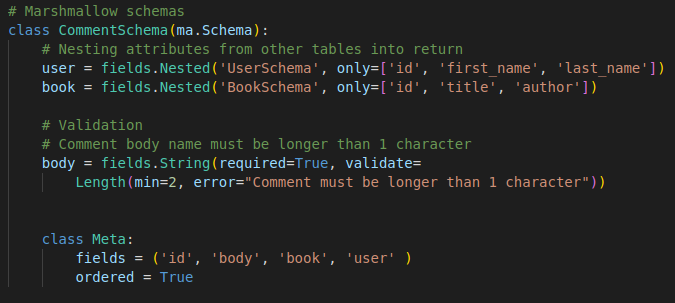 # Marshmallow schemas
class CommentSchema(ma.Schema):
    # Nesting attributes from other tables into return
    user = fields.Nested('UserSchema', only=['id', 'first_name', 'last_name'])
    book = fields.Nested('BookSchema', only=['id', 'title', 'author'])
    # Validation
    # Comment body name must be longer than 1 character
    body = fields.String(required=True, validate=
        Length(min=2, error="Comment must be longer than 1 character"))
    class Meta:
        fields = ('id', 'body', 'book', 'user' )
        ordered = True